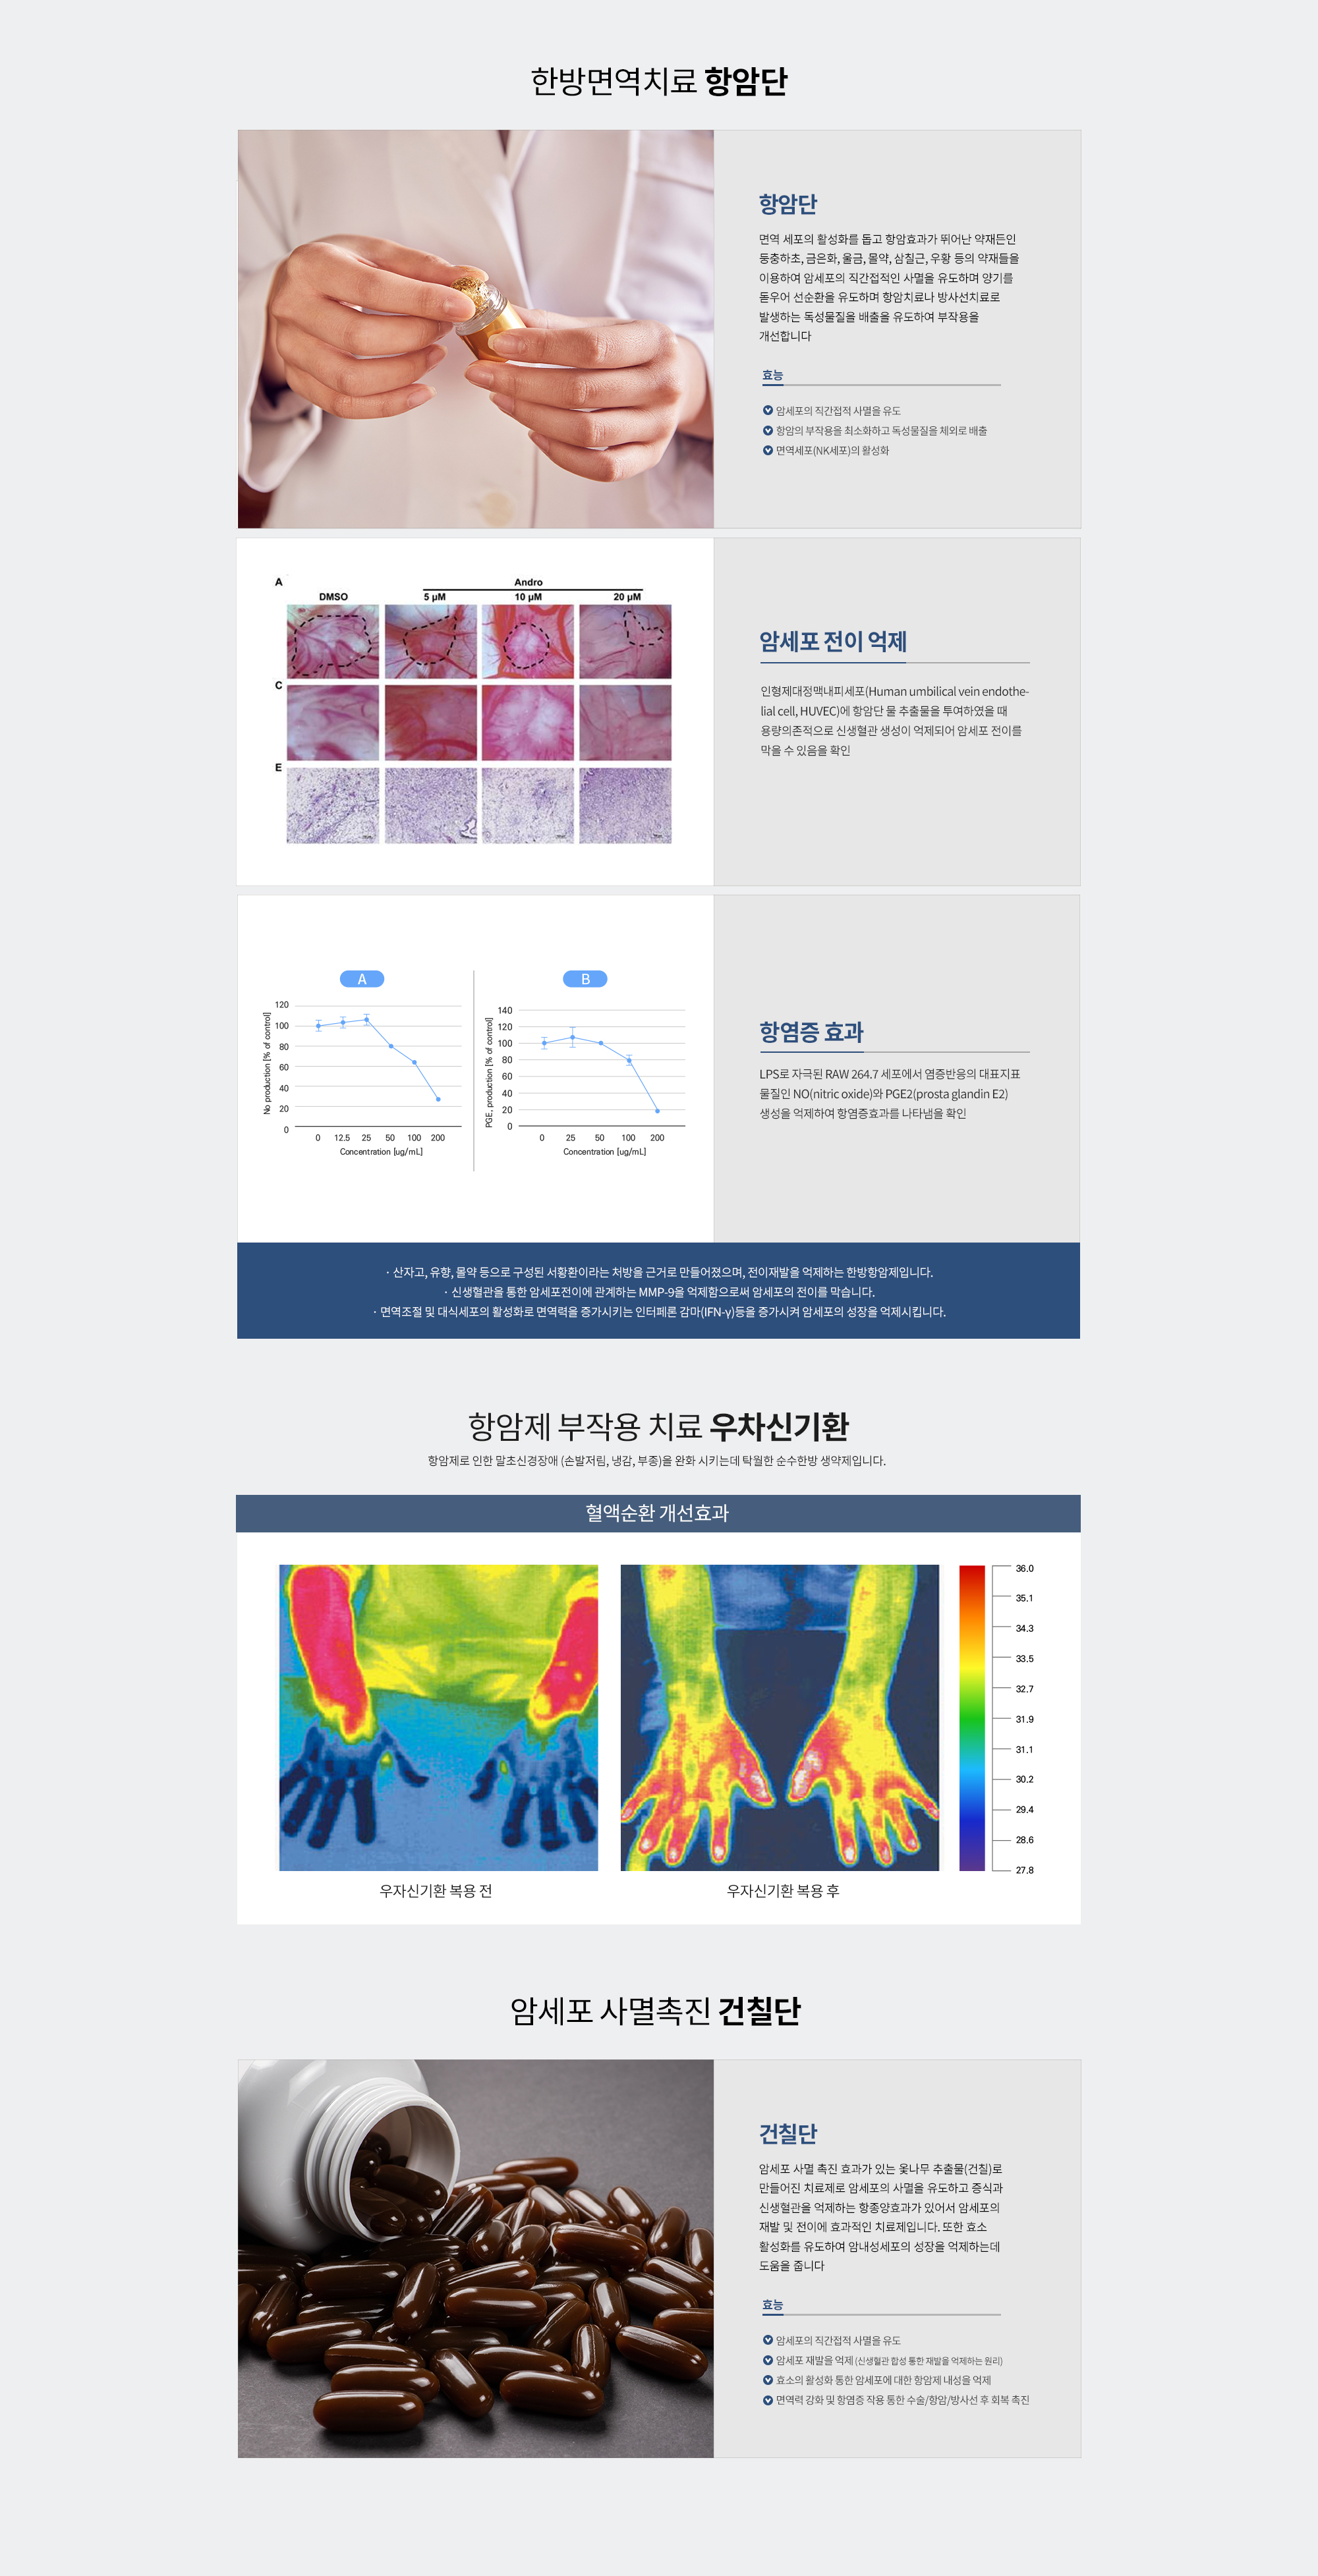 한방면역치료 항암단
항암단
면역 세포의 활성화를 돕고 항암효과가 뛰어난 약재든인
동충하초, 금은화, 울금, 몰약, 삼칠근, 우황 등의 약재들을
이용하여 암세포의 직간접적인 사멸을 유도하며 양기를
돋우어 선순환을 유도하며 항암치료나 방사선치료로
발생하는 독성물질을 배출을 유도하여 부작용을
개선합니다
효능
암세포의 직간접적 사멸을 유도
항암의 부작용을 최소화하고 독성물질을 체외로 배출
면역세포(NK세포)의 활성화
A
Andro
DMSO
5 µM
10 µM
20 µM
C
E
암세포 전이 억제
인형제대정맥내피세포(Human umbilical vein endothe-
lial cell, HUVEC)에 항암단 물 추출물을 투여하였을 때
용량의존적으로 신생혈관 생성이 억제되어 암세포 전이를
막을 수 있음을 확인
A
No production [% of control]
120
100
80
60
40
20
0
0 12.5 25 50 100 200
Concentration [ug/mL]
B
PGE, production [% of control]
140
120
100
80
60
40
20
0
0 25 50 100 200
Concentration [ug/mL]
항염증 효과
LPS로 자극된 RAW 264.7 세포에서 염증반응의 대표지표
물질인 NO(nitric oxide)와 PGE2(prosta glandin E2)
생성을 억제하여 항염증효과를 나타냄을 확인
· 산자고, 유향, 몰약 등으로 구성된 서황환이라는 처방을 근거로 만들어졌으며, 전이재발을 억제하는 한방항암제입니다.
· 신생혈관을 통한 암세포전이에 관계하는 MMP-9을 억제함으로써 암세포의 전이를 막습니다.
· 면역조절 및 대식세포의 활성화로 면역력을 증가시키는 인터페론 감마(IFN-γ)등을 증가시켜 암세포의 성장을 억제시킵니다.
항암제 부작용 치료 우차신기환
항암제로 인한 말초신경장애 (손발저림, 냉감, 부종)을 완화 시키는데 탁월한 순수한방 생약제입니다.
혈액순환 개선효과
36.0
35.1
34.3
33.5
32.7
31.9
31.1
30.2
29.4
28.6
27.8
우자신기환 복용 전
우자신기환 복용 후
암세포 사멸촉진 건칠단
건칠단
암세포 사멸 촉진 효과가 있는 옻나무 추출물(건칠)로
만들어진 치료제로 암세포의 사멸을 유도하고 증식과
신생혈관을 억제하는 항종양효과가 있어서 암세포의
재발 및 전이에 효과적인 치료제입니다. 또한 효소
활성화를 유도하여 암내성세포의 성장을 억제하는데
도움을 줍니다
효능
암세포의 직간접적 사멸을 유도
암세포 재발을 억제 (신생혈관 합성 통한 재발을 억제하는 원리)
효소의 활성화 통한 암세포에 대한 항암제 내성을 억제
면역력 강화 및 항염증 작용 통한 수술/항암/방사선 후 회복 촉진